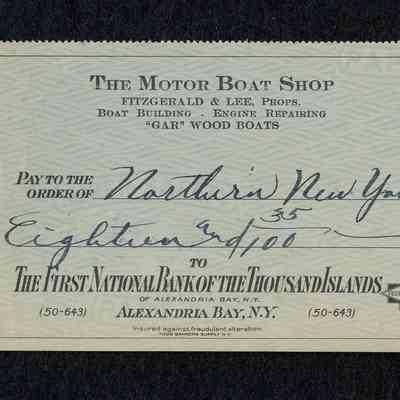 THE MOTOR BOAT SHOP
FITZGERALD & LEE, PROPS.
BOAT BUILDING - ENGINE REPAIRING
"GAR" WOOD BOATS
PAY TO THE
ORDER OF Northern New Yo
Eighteen and 35/100
TO
THE FIRST NATIONAL BANK OF THE THOUSAND ISLANDS
OF ALEXANDRIA BAY, N.Y.
(50-643) ALEXANDRIA BAY, N.Y. (50-643)
Insured against fraudulent alteration.